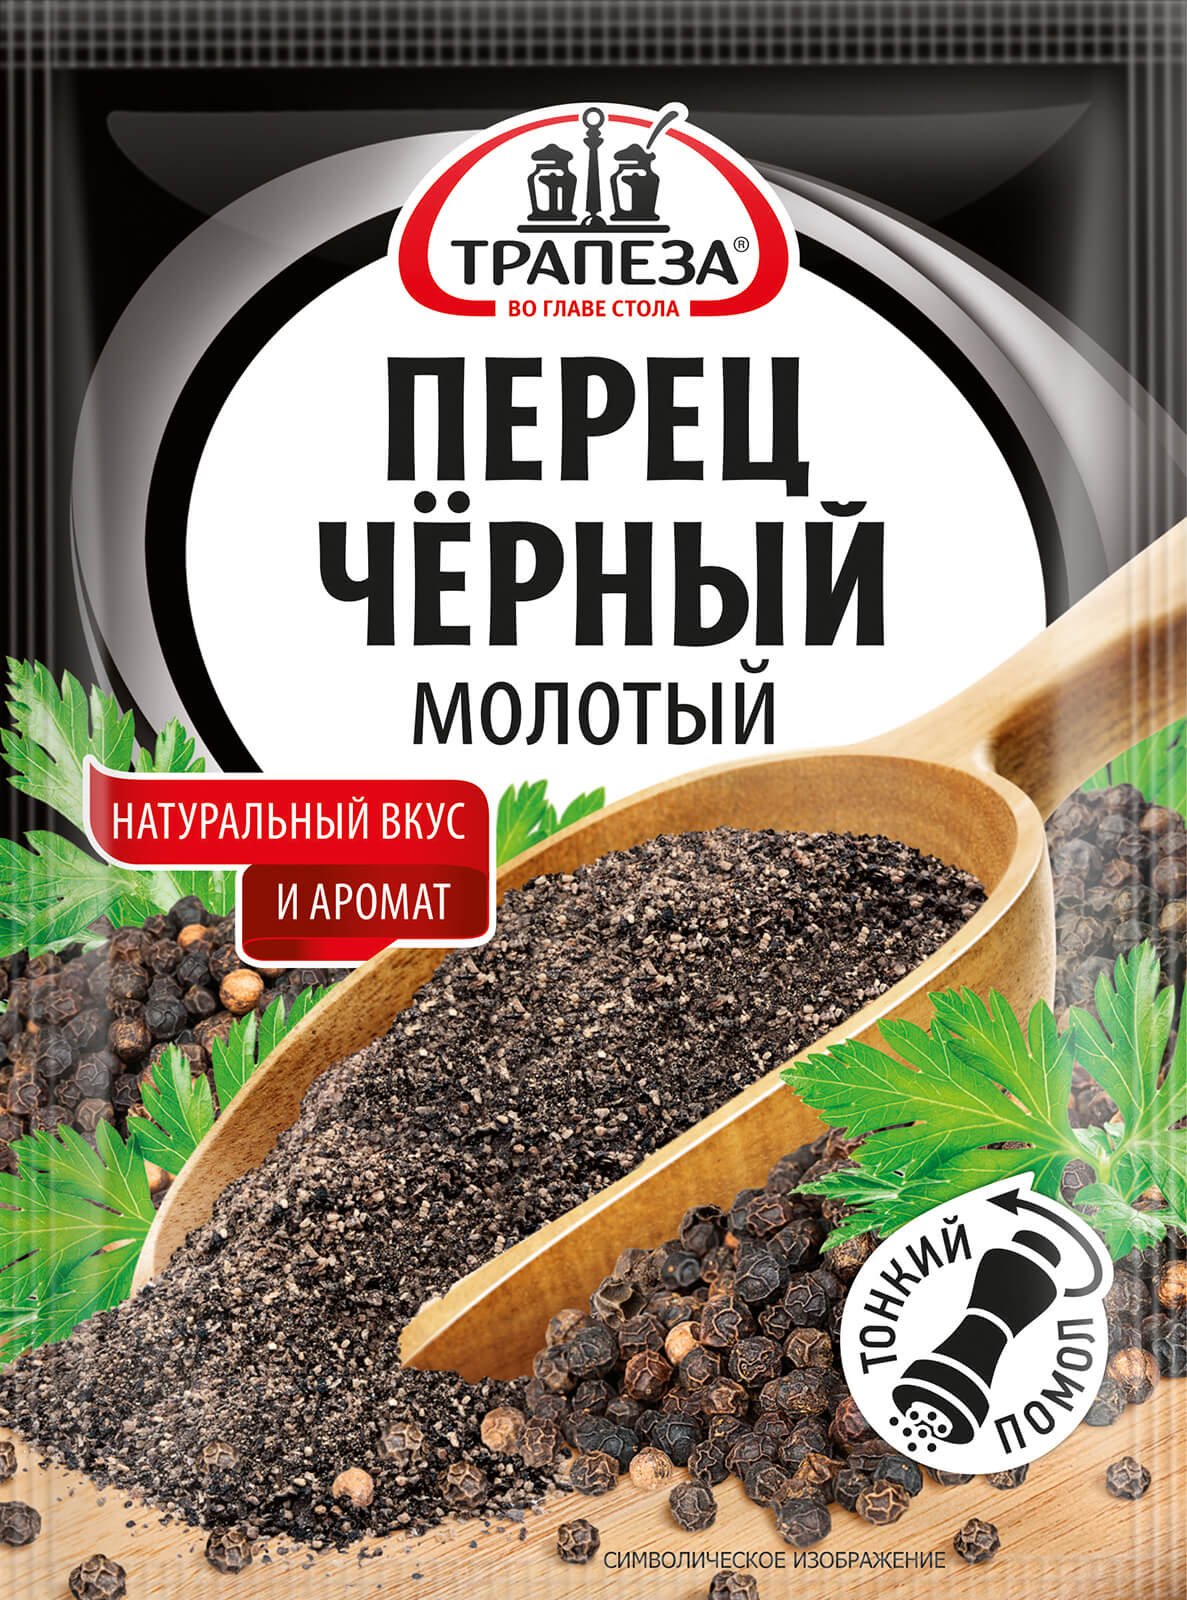 ТРАПЕЗА®
ВО ГЛАВЕ СТОЛА
ПЕРЕЦ
ЧЁРНЫЙ
МОЛОТЫЙ
НАТУРАЛЬНЫЙ ВКУС
И АРОМАТ
ТОНКИЙ
ПОМОЛ
СИМВОЛИЧЕСКОЕ ИЗОБРАЖЕНИЕ